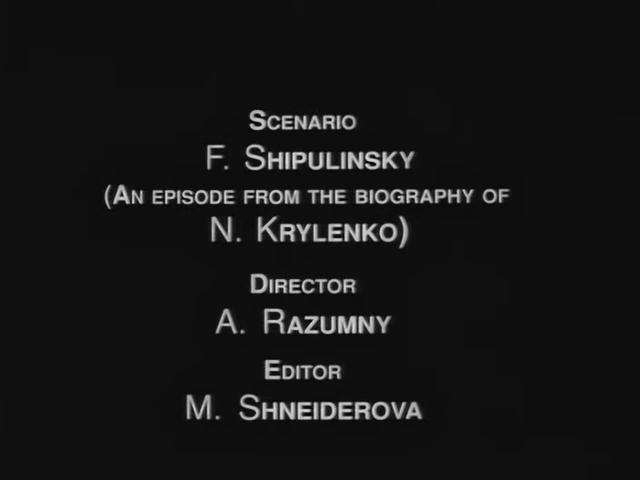 Scenario
F. Shipulinsky
(An episode from the biography of
N. Krylenko)
Director
A. Razumny
Editor
M. Shneiderova